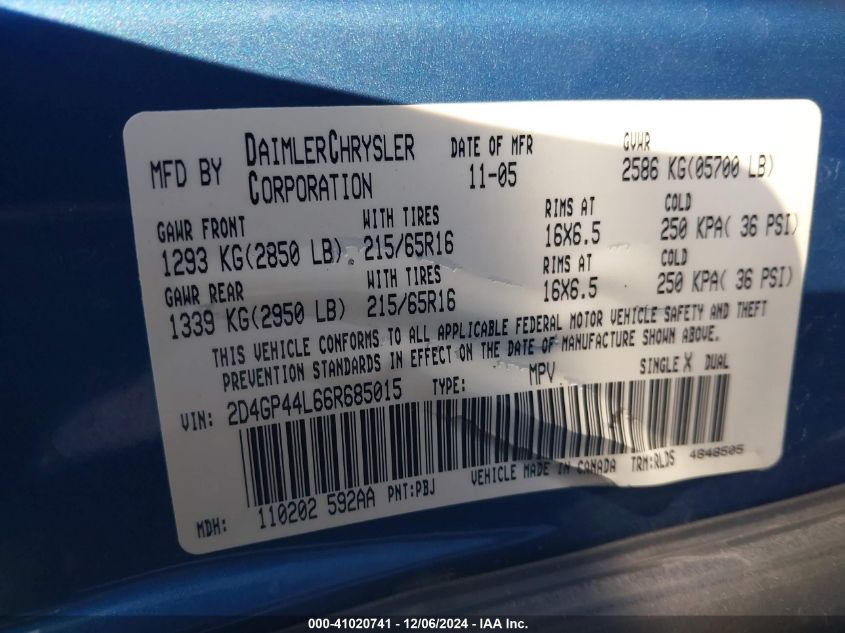 MFD BY DAIMLERCHRYSLER CORPORATION
DATE OF MFR 11-05
GVWR 2586 KG(05700 LB)
GAWR FRONT WITH TIRES RIMS AT COLD
1293 KG(2850 LB) 215/65R16 16X6.5 250 KPA( 36 PSI)
GAWR REAR WITH TIRES RIMS AT COLD
1339 KG(2950 LB) 215/65R16 16X6.5 250 KPA( 36 PSI)
THIS VEHICLE CONFORMS TO ALL APPLICABLE FEDERAL MOTOR VEHICLE SAFETY AND THEFT
PREVENTION STANDARDS IN EFFECT ON THE DATE OF MANUFACTURE SHOWN ABOVE.
VIN: 2D4GP44L66R685015 TYPE: MPV SINGLE X DUAL
MDH: 110202 592AA PNT:PBJ VEHICLE MADE IN CANADA TRM:RLDS 4848505
000-41020741 - 12/06/2024 - IAA Inc.